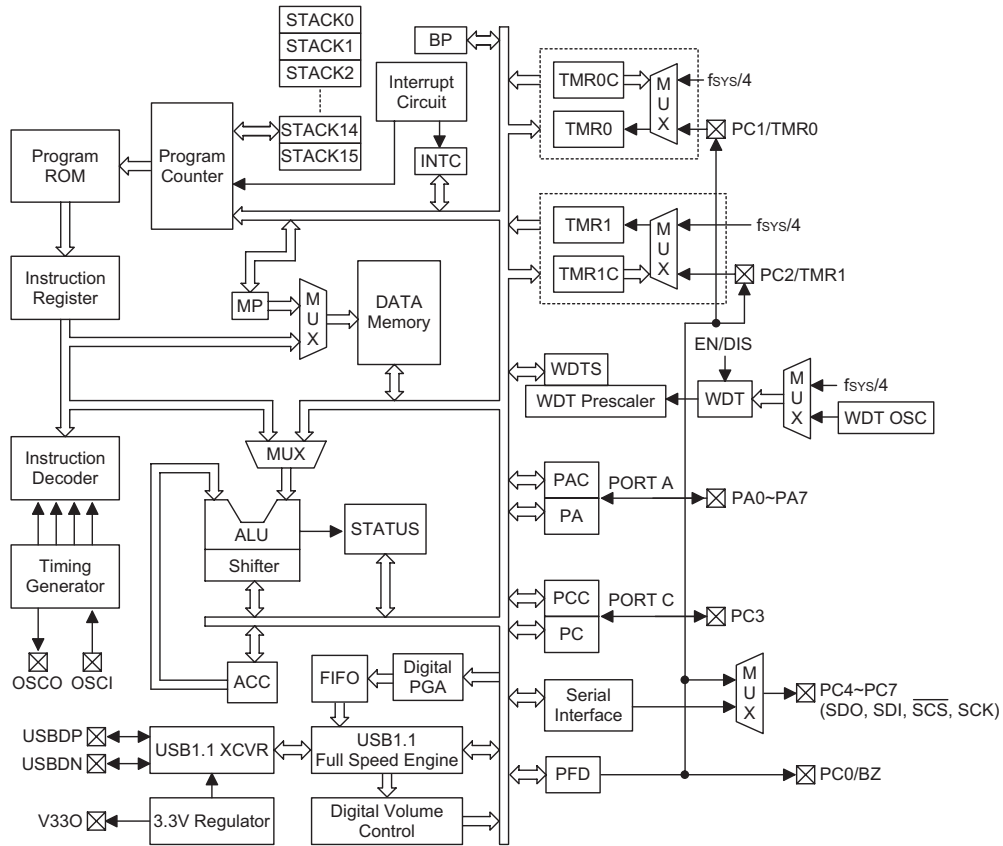 STACK0
STACK1
STACK2
STACK14
STACK15
BP
Interrupt
Circuit
INTC
Program
ROM
Program
Counter
Instruction
Register
MP
M
U
X
DATA
Memory
MUX
Instruction
Decoder
ALU
Shifter
STATUS
Timing
Generator
OSCO
OSCI
ACC
FIFO
Digital
PGA
USBDP
USBDN
USB1.1 XCVR
USB1.1
Full Speed Engine
V33O
3.3V Regulator
Digital Volume
Control
TMR0C
TMR0
M
U
X
fSYS/4
PC1/TMR0
TMR1
TMR1C
M
U
X
fSYS/4
PC2/TMR1
EN/DIS
WDTS
WDT Prescaler
WDT
M
U
X
fSYS/4
WDT OSC
PAC
PA
PORT A
PA0~PA7
PCC
PC
PORT C
PC3
Serial
Interface
M
U
X
PC4~PC7
(SDO, SDI, S̅C̅S̅, SCK)
PFD
PC0/BZ